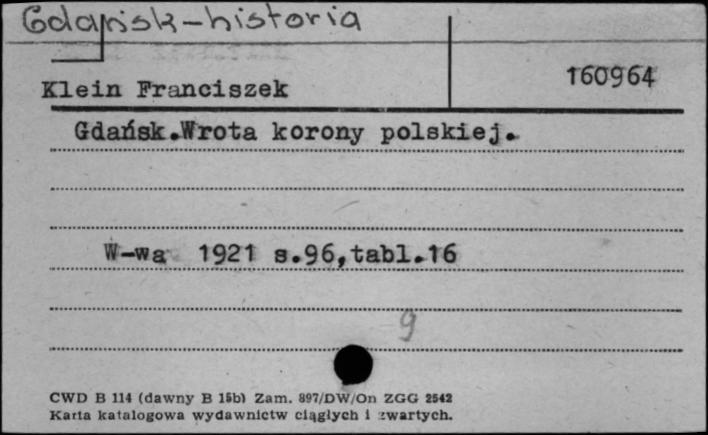 Gdańsk-historia
Klein Franciszek
160964
Gdańsk.Wrota korony polskiej.
W-wa 1921 s.96,tabl.16
9
CWD B 114 (dawny B 15b) Zam. 897/DW/On ZGG 2542
Karta katalogowa wydawnictw ciągłych i zwartych.